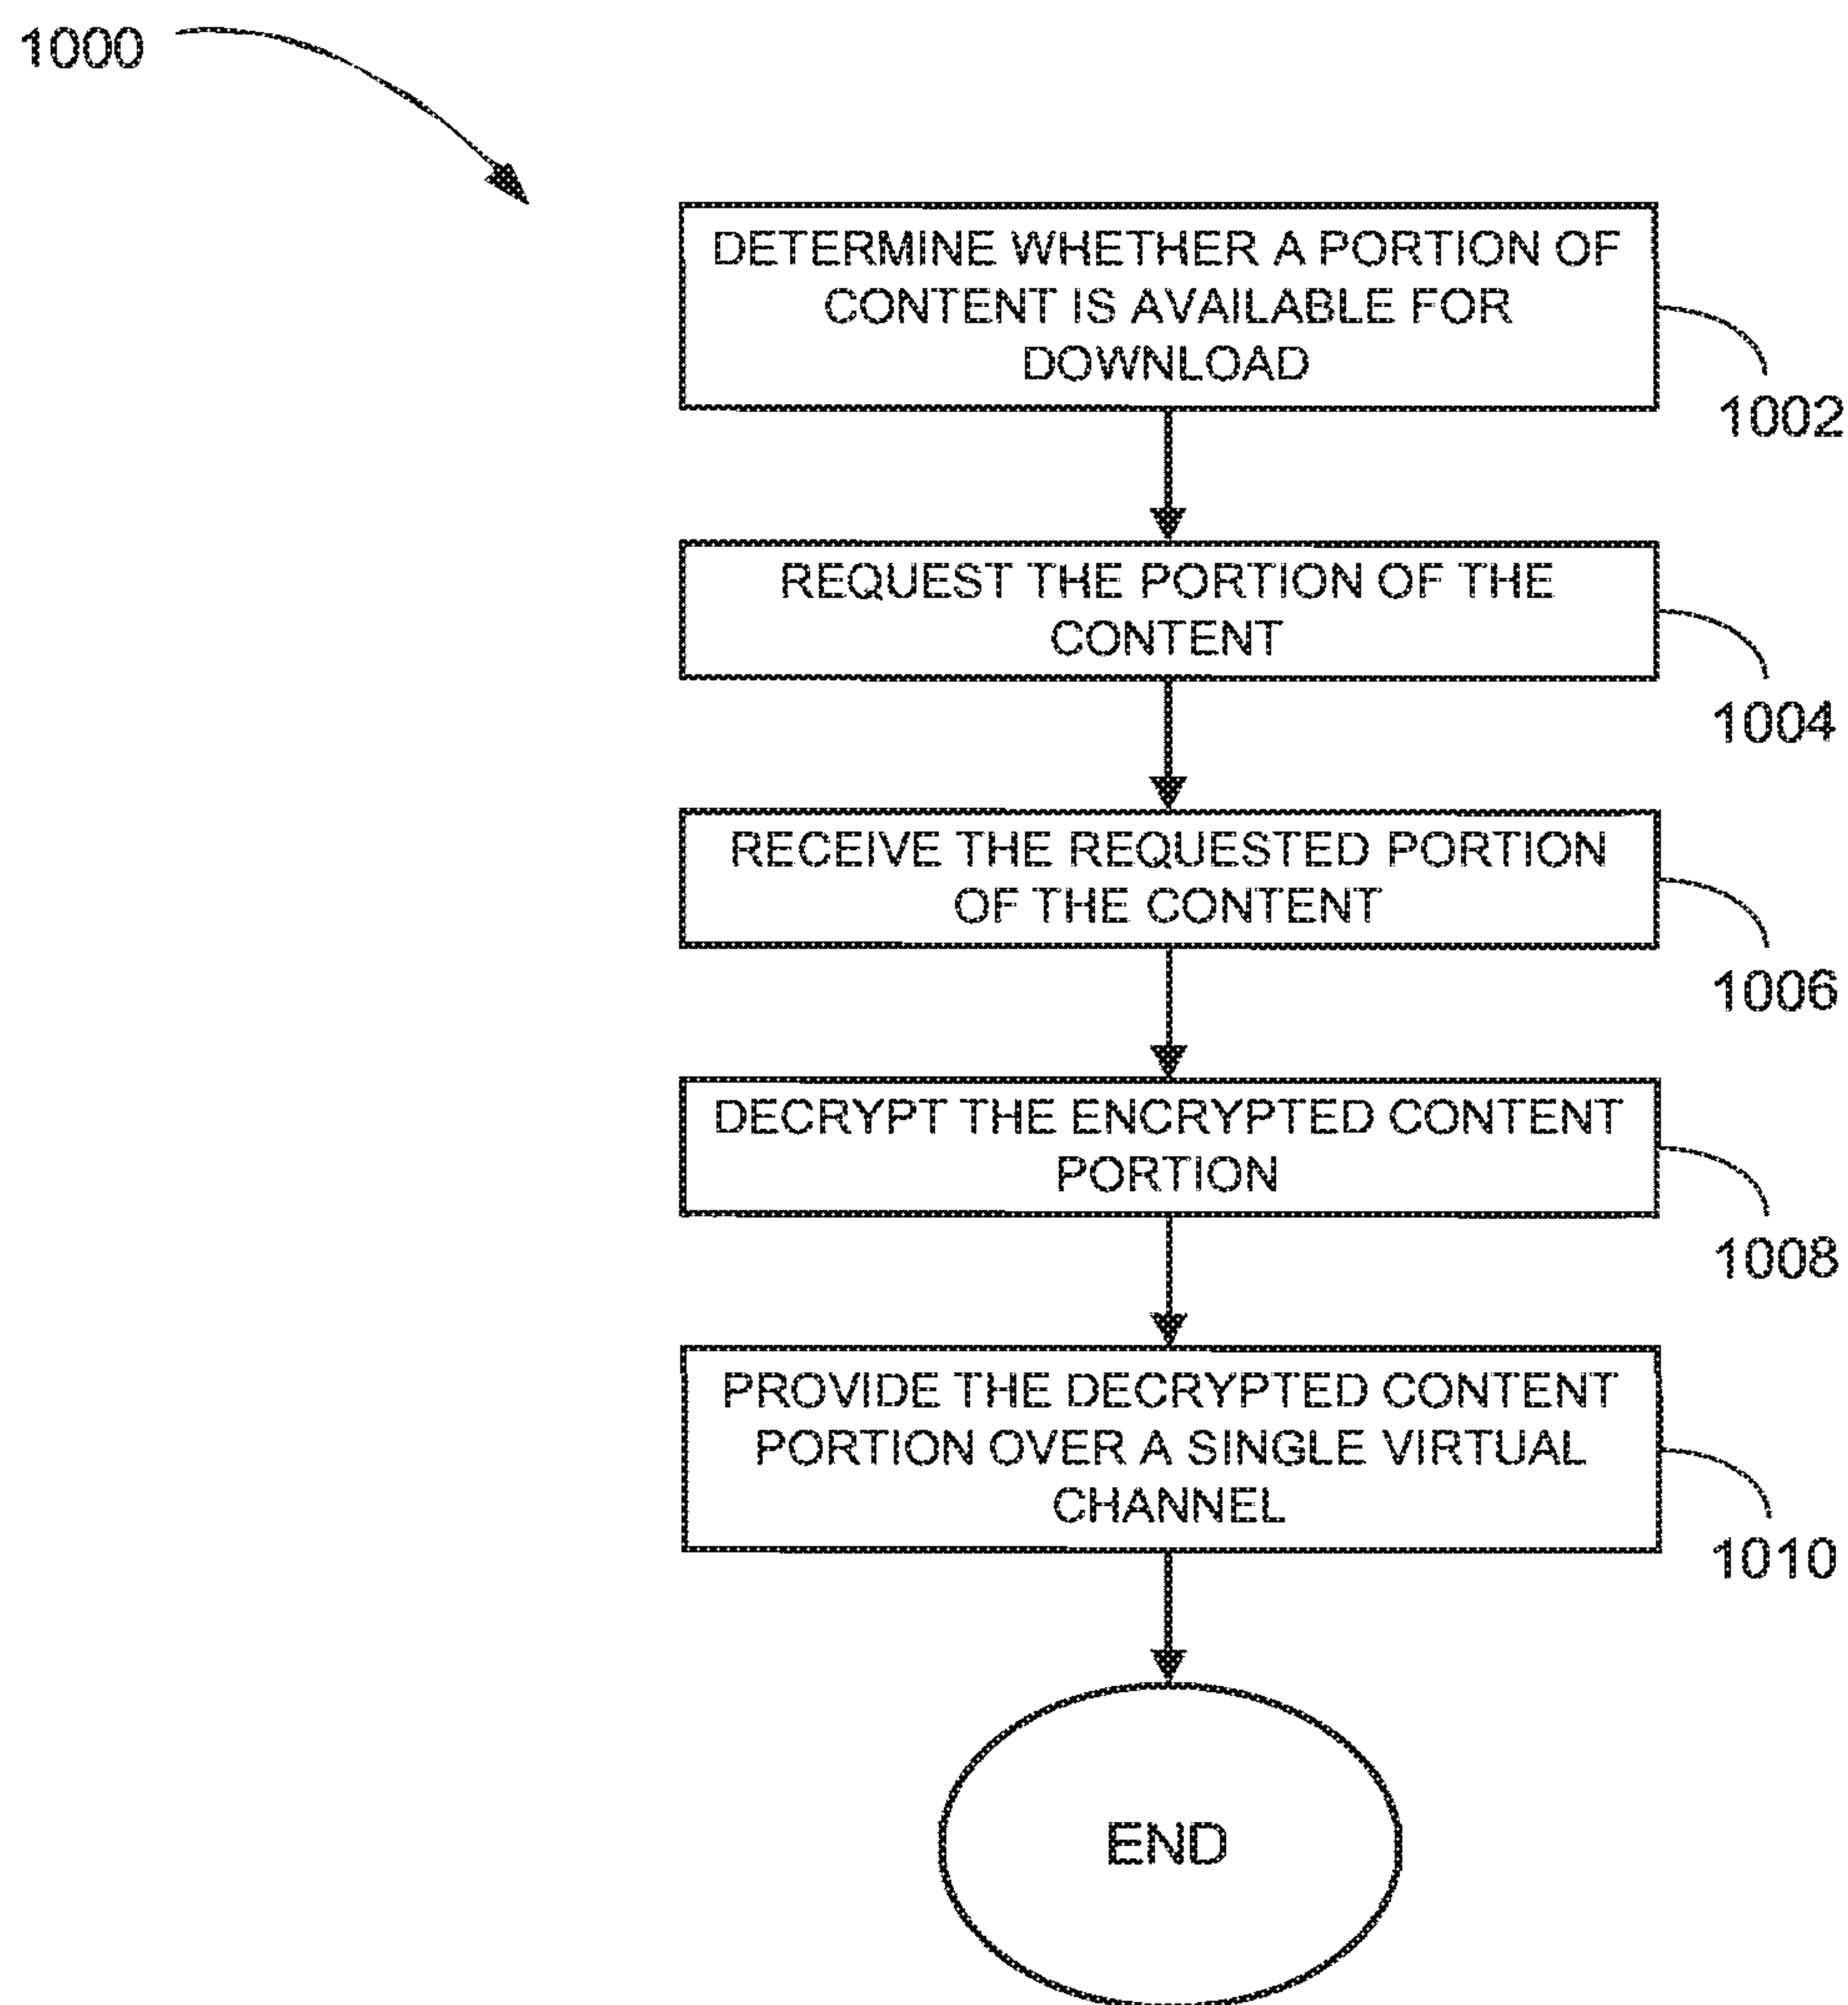 1000
DETERMINE WHETHER A PORTION OF
CONTENT IS AVAILABLE FOR
DOWNLOAD
1002
REQUEST THE PORTION OF THE
CONTENT
1004
RECEIVE THE REQUESTED PORTION
OF THE CONTENT
1006
DECRYPT THE ENCRYPTED CONTENT
PORTION
1008
PROVIDE THE DECRYPTED CONTENT
PORTION OVER A SINGLE VIRTUAL
CHANNEL
1010
END